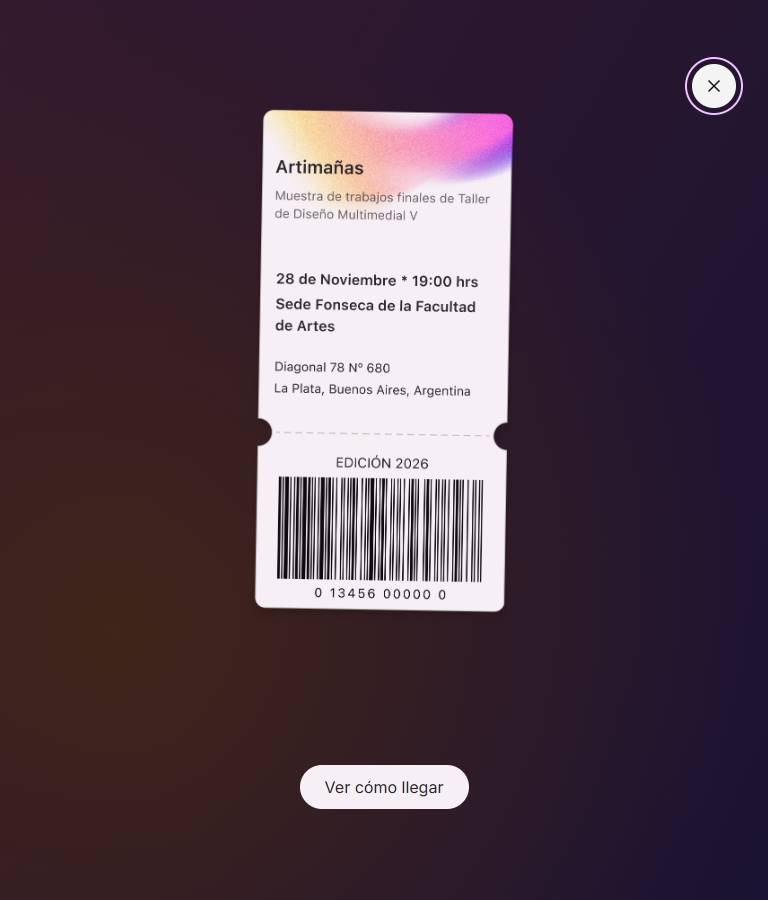 Artimañas
Muestra de trabajos finales de Taller
de Diseño Multimedial V
28 de Noviembre * 19:00 hrs
Sede Fonseca de la Facultad
de Artes
Diagonal 78 Nº 680
La Plata, Buenos Aires, Argentina
EDICIÓN 2026
0 13456 00000 0
Ver cómo llegar